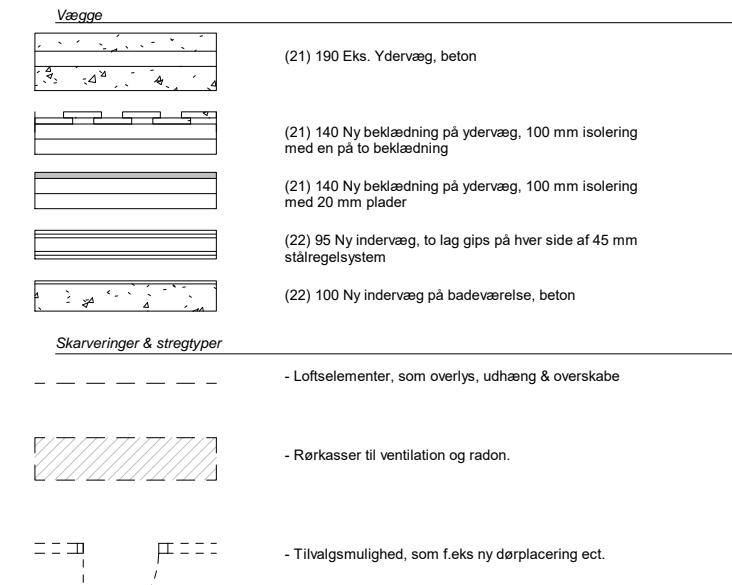 Vægge
(21) 190 Eks. Ydervæg, beton
(21) 140 Ny beklædning på ydervæg, 100 mm isolering
med en på to beklædning
(21) 140 Ny beklædning på ydervæg, 100 mm isolering
med 20 mm plader
(22) 95 Ny indervæg, to lag gips på hver side af 45 mm
stålregelsystem
(22) 100 Ny indervæg på badeværelse, beton
Skarveringer & stregtyper
- Loftselementer, som overlys, udhæng & overskabe
- Rørkasser til ventilation og radon.
- Tilvalgsmulighed, som f.eks ny dørplacering ect.